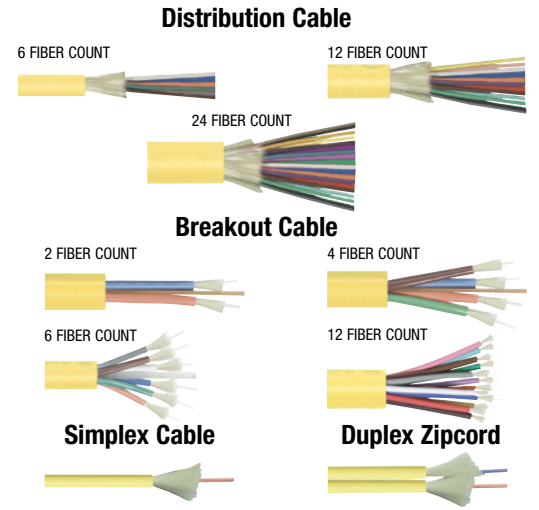 Distribution Cable
6 FIBER COUNT
12 FIBER COUNT
24 FIBER COUNT
Breakout Cable
2 FIBER COUNT
4 FIBER COUNT
6 FIBER COUNT
12 FIBER COUNT
Simplex Cable
Duplex Zipcord